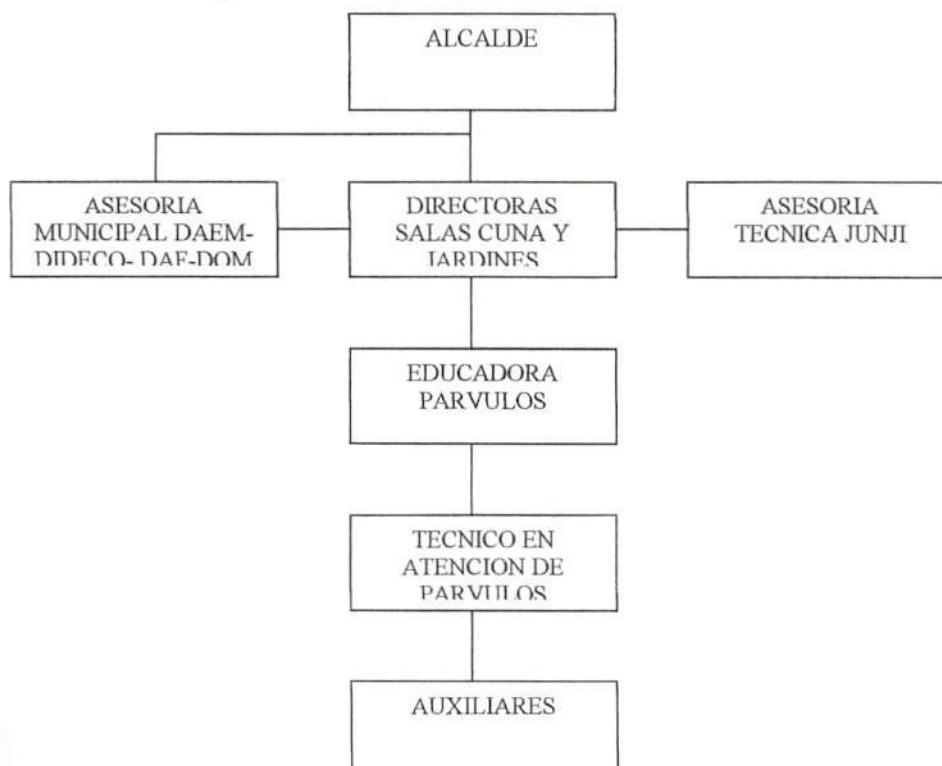 ALCALDE
ASESORIA
MUNICIPAL DAEM-
DIDECO- DAF-DOM
DIRECTORAS
SALAS CUNA Y
JARDINES
ASESORIA
TECNICA JUNJI
EDUCADORA
PARVULOS
TECNICO EN
ATENCION DE
PARVULOS
AUXILIARES